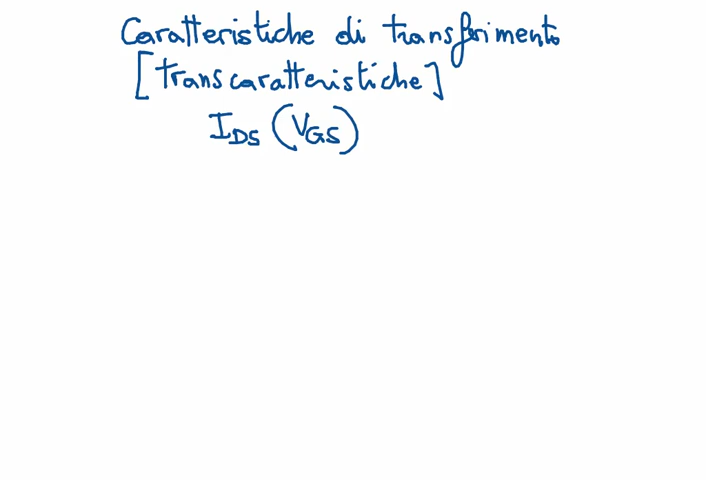 Caratteristiche di transferimento
[Transcaratteristiche]
IDS (VGS)